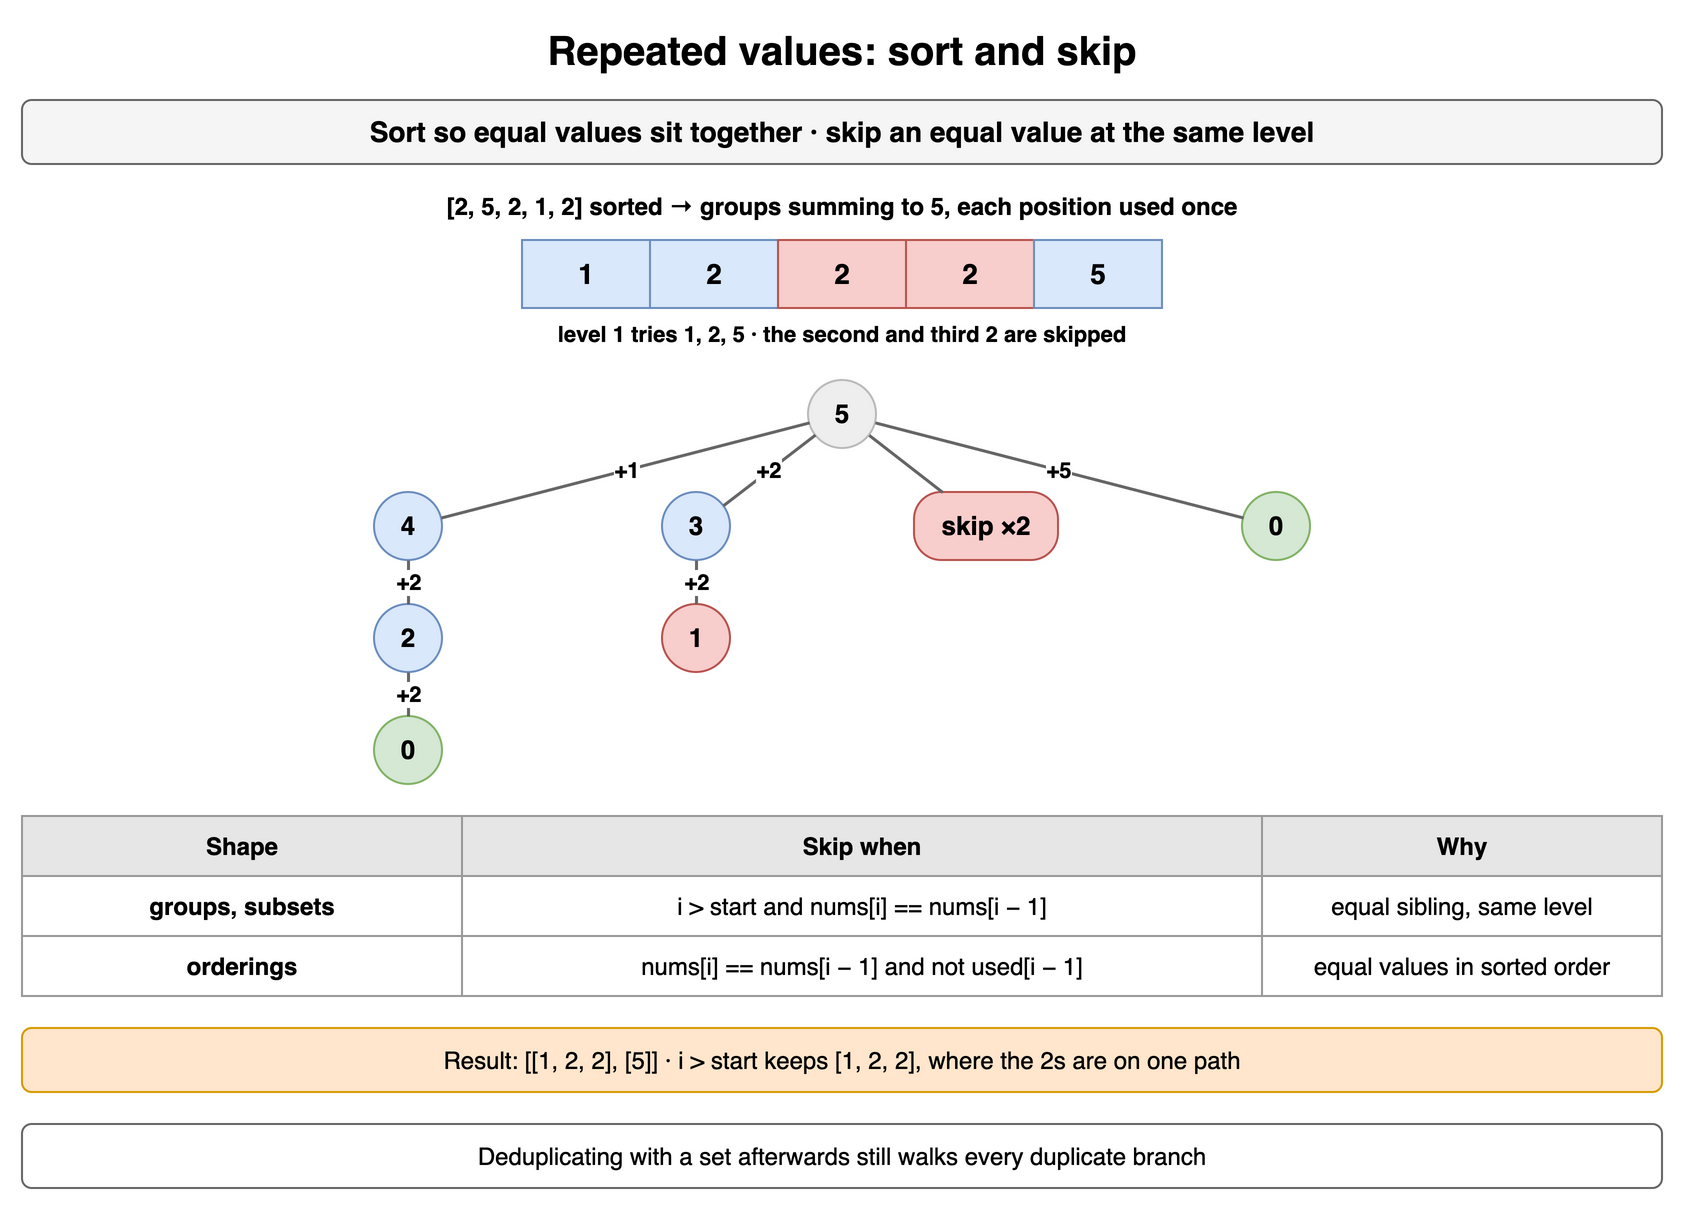 Repeated values: sort and skip
Sort so equal values sit together · skip an equal value at the same level
[2, 5, 2, 1, 2] sorted → groups summing to 5, each position used once
1 2 2 2 5
level 1 tries 1, 2, 5 · the second and third 2 are skipped
5
+1 +2 +5
4 3 skip ×2 0
+2 +2
2 1
+2
0
Shape Skip when Why
groups, subsets i > start and nums[i] == nums[i − 1] equal sibling, same level
orderings nums[i] == nums[i − 1] and not used[i − 1] equal values in sorted order
Result: [[1, 2, 2], [5]] · i > start keeps [1, 2, 2], where the 2s are on one path
Deduplicating with a set afterwards still walks every duplicate branch